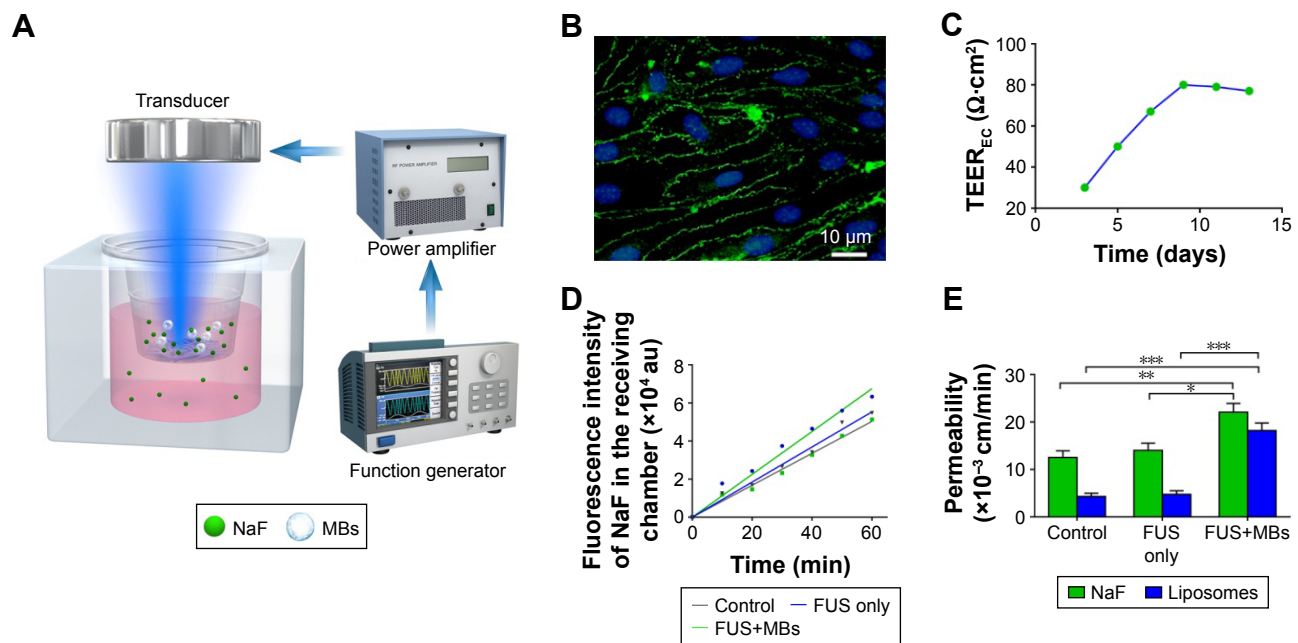 A
Transducer
RF POWER AMPLIFIER
Power amplifier
Function generator
NaF MBs
B
10 µm
C
TEER_EC (Ω·cm²)
100
80
60
40
20
0 5 10 15
Time (days)
D
Fluorescence intensity
of NaF in the receiving
chamber (×10⁴ au)
8
6
4
2
0
0 20 40 60
Time (min)
Control FUS only
FUS+MBs
E
Permeability
(×10⁻³ cm/min)
30
20
10
0
***
***
**
*
Control FUS only FUS+MBs
NaF Liposomes